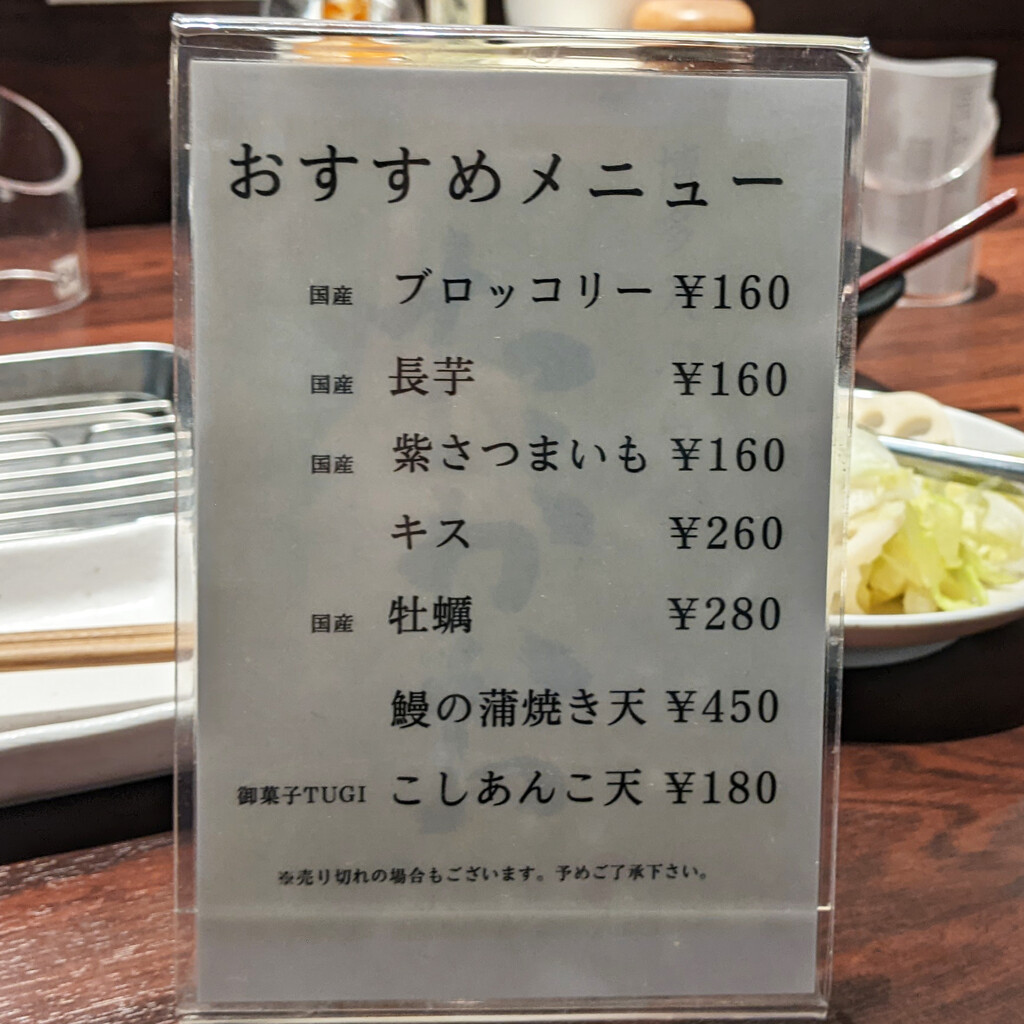 おすすめメニュー
国産 ブロッコリー ¥160
国産 長芋 ¥160
国産 紫さつまいも ¥160
キス ¥260
国産 牡蠣 ¥280
鰻の蒲焼き天 ¥450
御菓子TUGI こしあんこ天 ¥180
※売り切れの場合もございます。予めご了承下さい。